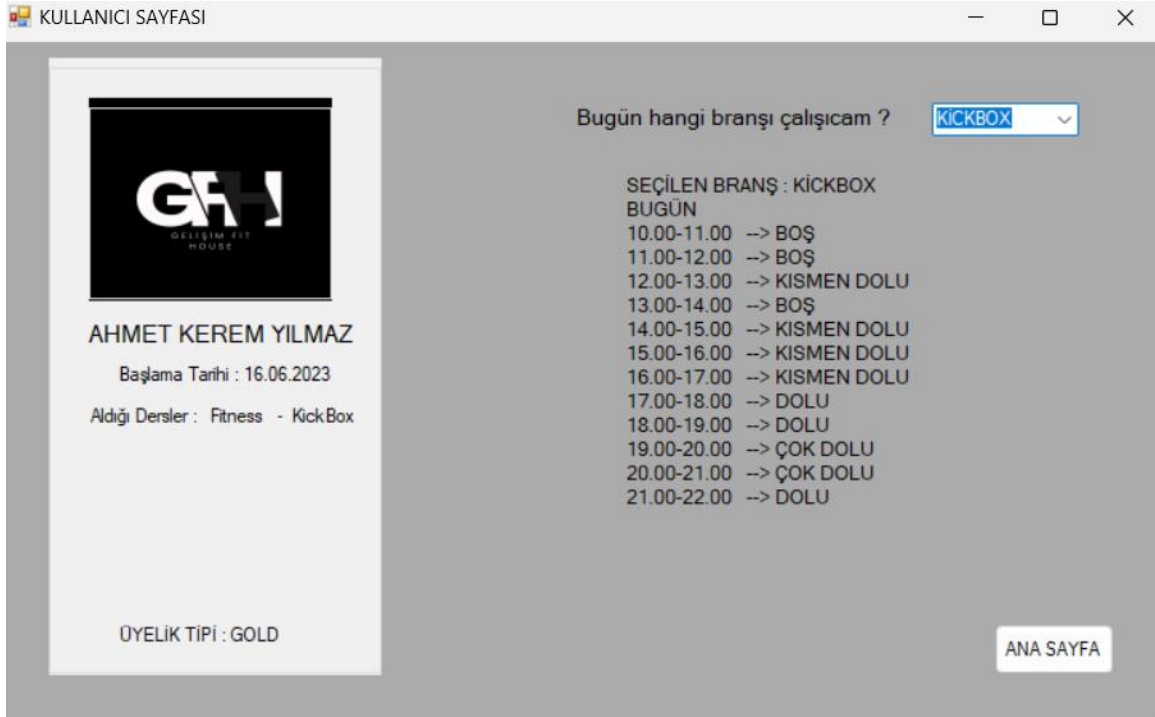 KULLANICI SAYFASI
GFH
GELIŞIM FIT
HOUSE
AHMET KEREM YILMAZ
Başlama Tarihi : 16.06.2023
Aldığı Dersler : Fitness - KickBox
ÜYELİK TİPİ : GOLD
Bugün hangi branşı çalışıcam ?
KİCKBOX
SEÇİLEN BRANŞ : KİCKBOX
BUGÜN
10.00-11.00 --> BOŞ
11.00-12.00 --> BOŞ
12.00-13.00 --> KISMEN DOLU
13.00-14.00 --> BOŞ
14.00-15.00 --> KISMEN DOLU
15.00-16.00 --> KISMEN DOLU
16.00-17.00 --> KISMEN DOLU
17.00-18.00 --> DOLU
18.00-19.00 --> DOLU
19.00-20.00 --> ÇOK DOLU
20.00-21.00 --> ÇOK DOLU
21.00-22.00 --> DOLU
ANA SAYFA